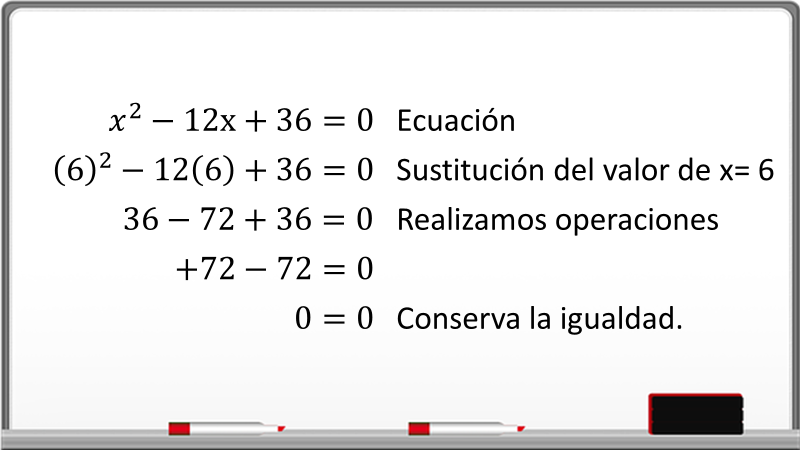 x² − 12x + 36 = 0 Ecuación
(6)² − 12(6) + 36 = 0 Sustitución del valor de x= 6
36 − 72 + 36 = 0 Realizamos operaciones
+72 − 72 = 0
0 = 0 Conserva la igualdad.